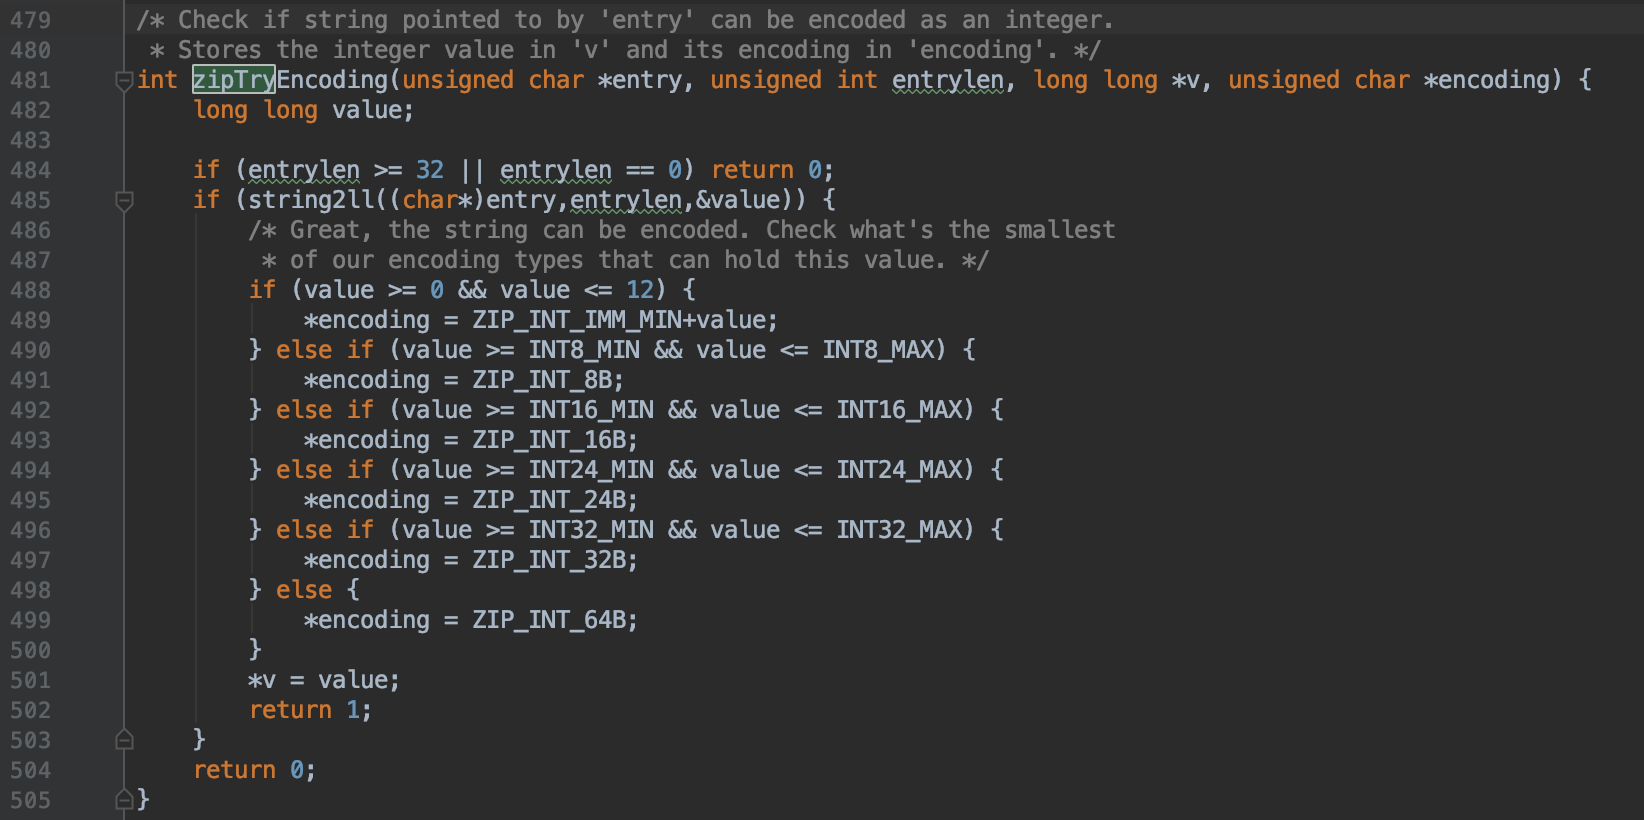 479 /* Check if string pointed to by 'entry' can be encoded as an integer.
480  * Stores the integer value in 'v' and its encoding in 'encoding'. */
481 int zipTryEncoding(unsigned char *entry, unsigned int entrylen, long long *v, unsigned char *encoding) {
482     long long value;
483
484     if (entrylen >= 32 || entrylen == 0) return 0;
485     if (string2ll((char*)entry,entrylen,&value)) {
486         /* Great, the string can be encoded. Check what's the smallest
487          * of our encoding types that can hold this value. */
488         if (value >= 0 && value <= 12) {
489             *encoding = ZIP_INT_IMM_MIN+value;
490         } else if (value >= INT8_MIN && value <= INT8_MAX) {
491             *encoding = ZIP_INT_8B;
492         } else if (value >= INT16_MIN && value <= INT16_MAX) {
493             *encoding = ZIP_INT_16B;
494         } else if (value >= INT24_MIN && value <= INT24_MAX) {
495             *encoding = ZIP_INT_24B;
496         } else if (value >= INT32_MIN && value <= INT32_MAX) {
497             *encoding = ZIP_INT_32B;
498         } else {
499             *encoding = ZIP_INT_64B;
500         }
501         *v = value;
502         return 1;
503     }
504     return 0;
505 }